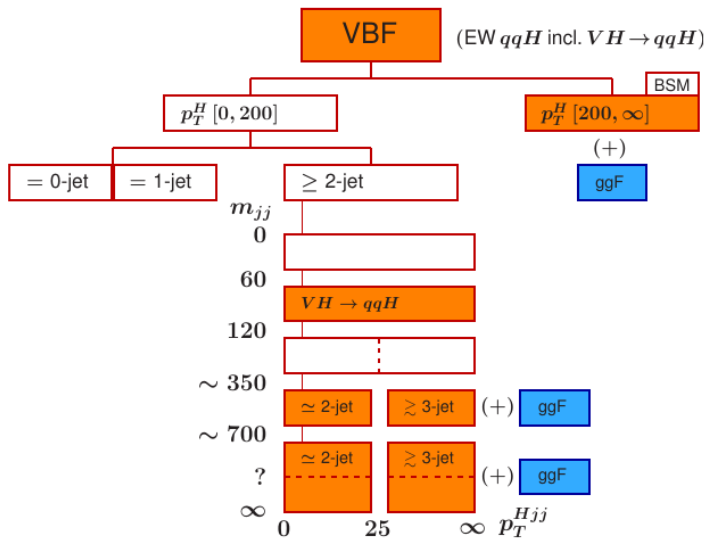 VBF (EW qqH incl. VH → qqH)
BSM
p_T^H [0, 200] p_T^H [200, ∞]
(+)
= 0-jet = 1-jet ≥ 2-jet ggF
m_jj
0
60
VH → qqH
120
∼ 350
≃ 2-jet ≳ 3-jet (+) ggF
∼ 700
≃ 2-jet ≳ 3-jet
? (+) ggF
∞
0 25 ∞ p_T^Hjj